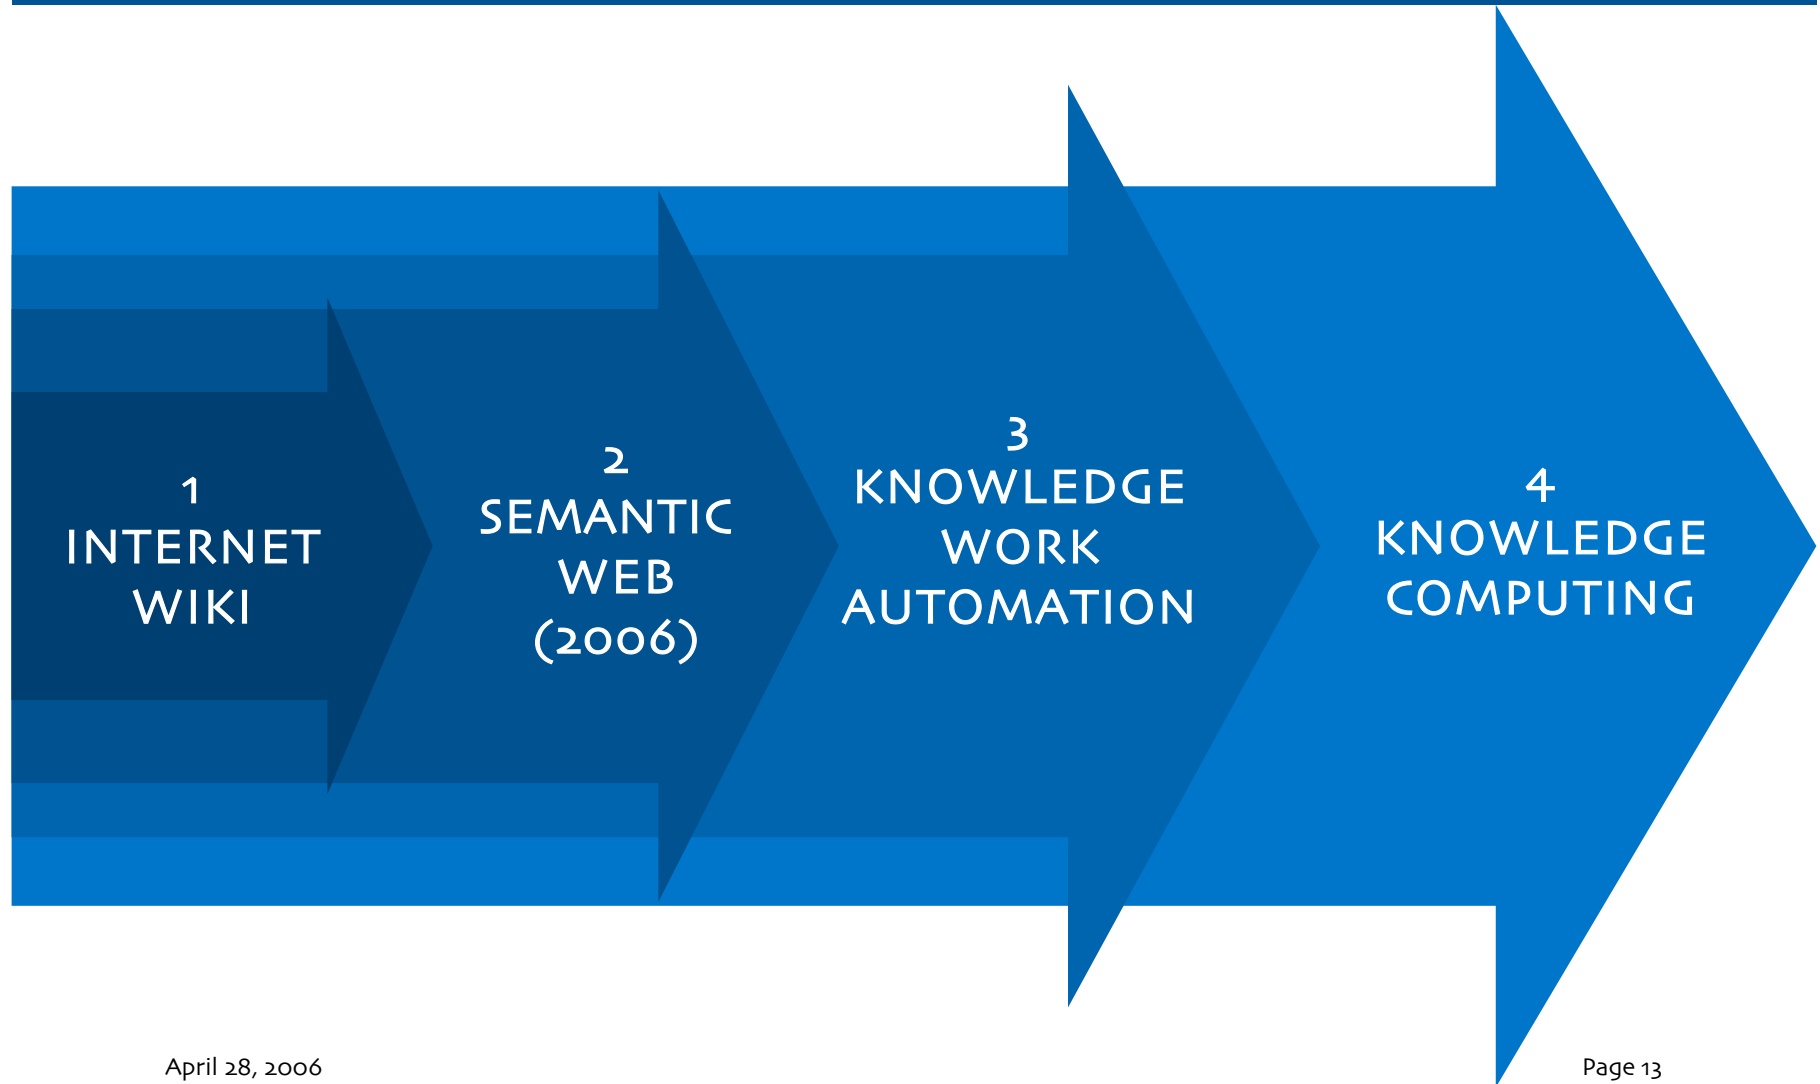 1
INTERNET
WIKI
2
SEMANTIC
WEB
(2006)
3
KNOWLEDGE
WORK
AUTOMATION
4
KNOWLEDGE
COMPUTING
April 28, 2006
Page 13